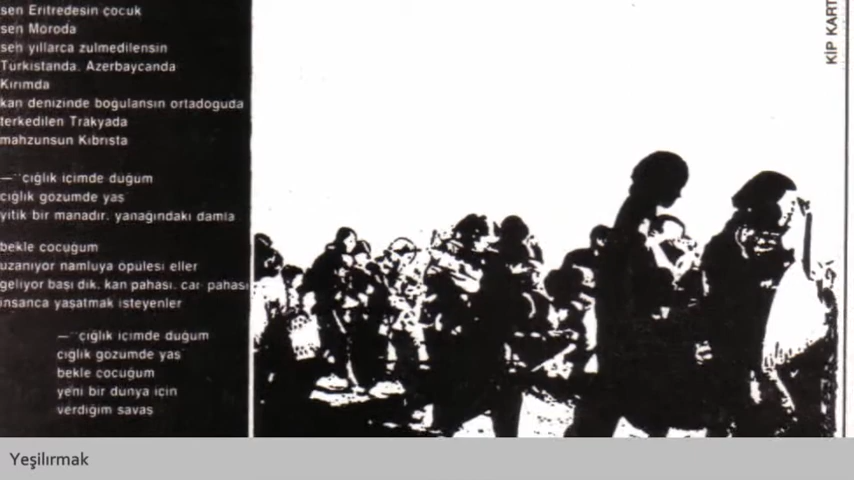 sen Eritredesin çocuk
sen Moroda
sen yıllarca zulmedilensin
Türkistanda. Azerbaycanda
Kırımda
kan denizinde boğulansın ortadoğuda
terkedilen Trakyada
mahzunsun Kıbrısta
—"çığlık içimde düğüm
çığlık gözümde yaş
yitik bir manadır. yanağındaki damla
bekle çocuğum
uzanıyor namluya öpülesi eller
geliyor başı dik. kan pahası. can pahası
insanca yaşatmak isteyenler
—"çığlık içimde düğüm
çığlık gözümde yaş
bekle çocuğum
yeni bir dünya için
verdiğim savaş
KİP KART
Yeşilırmak